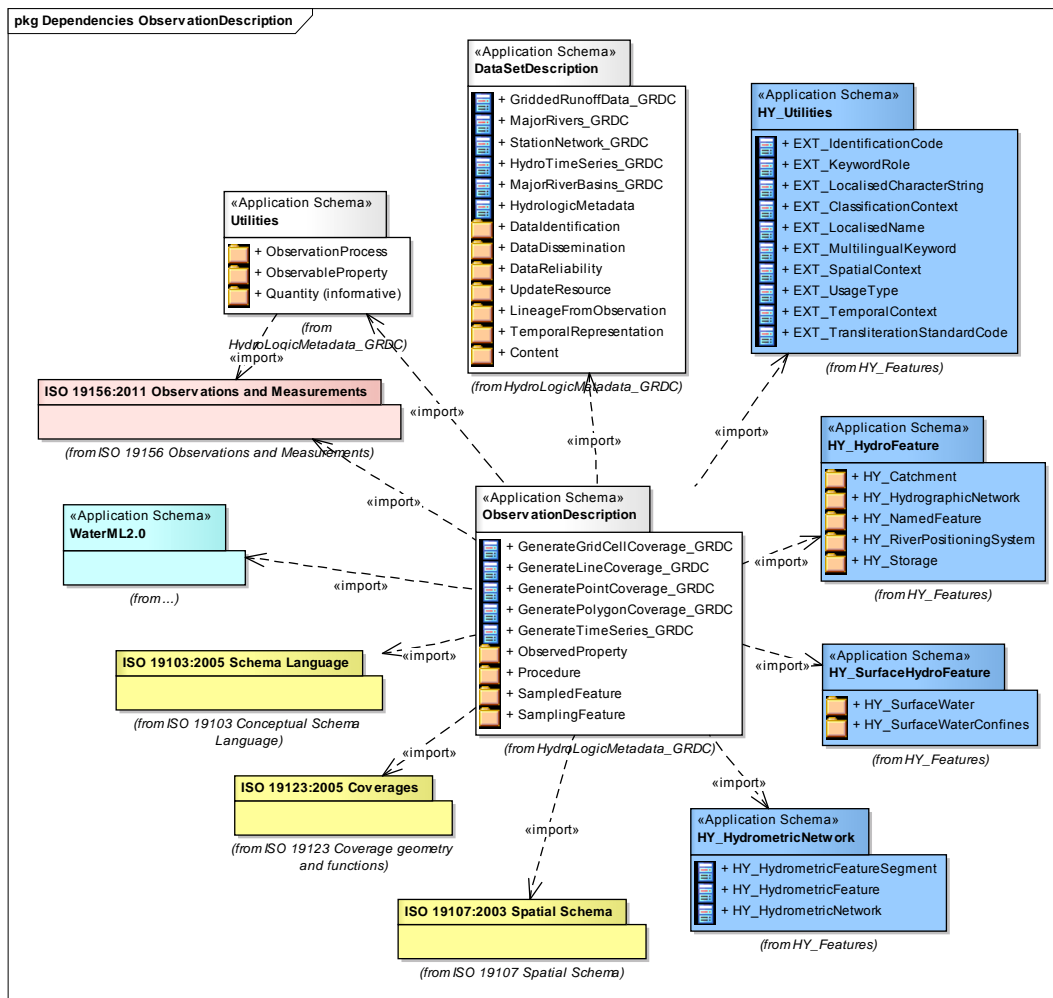 pkg Dependencies ObservationDescription
«Application Schema»
DataSetDescription
+ GriddedRunoffData_GRDC
+ MajorRivers_GRDC
+ StationNetwork_GRDC
+ HydroTimeSeries_GRDC
+ MajorRiverBasins_GRDC
+ HydrologicMetadata
+ DataIdentification
+ DataDissemination
+ DataReliability
+ UpdateResource
+ LineageFromObservation
+ TemporalRepresentation
+ Content
(from HydroLogicMetadata_GRDC)
«Application Schema»
HY_Utilities
+ EXT_IdentificationCode
+ EXT_KeywordRole
+ EXT_LocalisedCharacterString
+ EXT_ClassificationContext
+ EXT_LocalisedName
+ EXT_MultilingualKeyword
+ EXT_SpatialContext
+ EXT_UsageType
+ EXT_TemporalContext
+ EXT_TransliterationStandardCode
(from HY_Features)
«Application Schema»
Utilities
+ ObservationProcess
+ ObservableProperty
+ Quantity (informative)
(from
HydroLogicMetadata_GRDC)
«import»
ISO 19156:2011 Observations and Measurements
(from ISO 19156 Observations and Measurements)
«import»
«import»
«import»
«import»
«Application Schema»
HY_HydroFeature
+ HY_Catchment
+ HY_HydrographicNetwork
+ HY_NamedFeature
+ HY_RiverPositioningSystem
+ HY_Storage
(from HY_Features)
«Application Schema»
ObservationDescription
+ GenerateGridCellCoverage_GRDC
+ GenerateLineCoverage_GRDC
+ GeneratePointCoverage_GRDC
+ GeneratePolygonCoverage_GRDC
+ GenerateTimeSeries_GRDC
+ ObservedProperty
+ Procedure
+ SampledFeature
+ SamplingFeature
(from HydroLogicMetadata_GRDC)
«Application Schema»
WaterML2.0
(from ...)
«import»
«import»
«import»
«import»
ISO 19103:2005 Schema Language
(from ISO 19103 Conceptual Schema
Language)
«Application Schema»
HY_SurfaceHydroFeature
+ HY_SurfaceWater
+ HY_SurfaceWaterConfines
(from HY_Features)
«import»
«import»
«import»
ISO 19123:2005 Coverages
(from ISO 19123 Coverage geometry
and functions)
«Application Schema»
HY_HydrometricNetwork
+ HY_HydrometricFeatureSegment
+ HY_HydrometricFeature
+ HY_HydrometricNetwork
(from HY_Features)
ISO 19107:2003 Spatial Schema
(from ISO 19107 Spatial Schema)